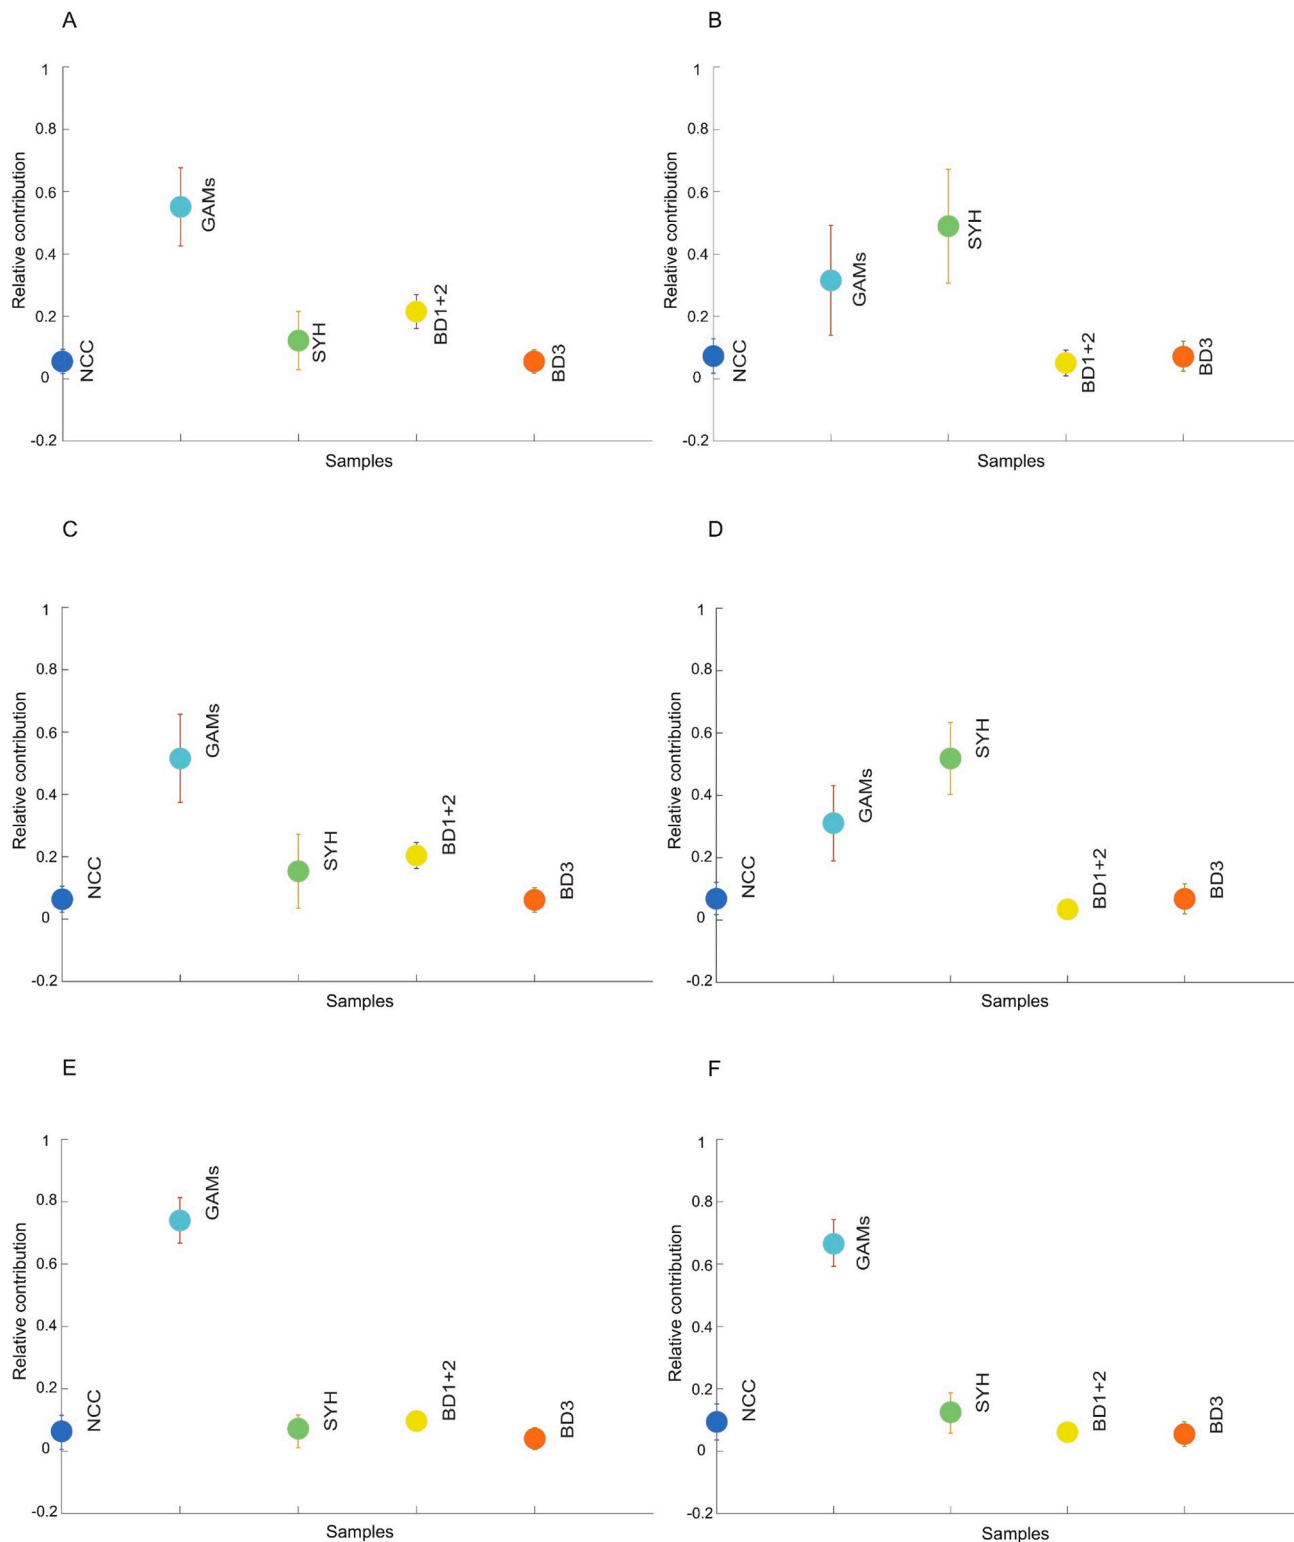 A
1
0.8
0.6
0.4
0.2
0
-0.2
Relative contribution
NCC
GAMs
SYH
BD1+2
BD3
Samples
B
1
0.8
0.6
0.4
0.2
0
-0.2
Relative contribution
NCC
GAMs
SYH
BD1+2
BD3
Samples
C
1
0.8
0.6
0.4
0.2
0
-0.2
Relative contribution
NCC
GAMs
SYH
BD1+2
BD3
Samples
D
1
0.8
0.6
0.4
0.2
0
-0.2
Relative contribution
NCC
GAMs
SYH
BD1+2
BD3
Samples
E
1
0.8
0.6
0.4
0.2
0
-0.2
Relative contribution
NCC
GAMs
SYH
BD1+2
BD3
Samples
F
1
0.8
0.6
0.4
0.2
0
-0.2
Relative contribution
NCC
GAMs
SYH
BD1+2
BD3
Samples